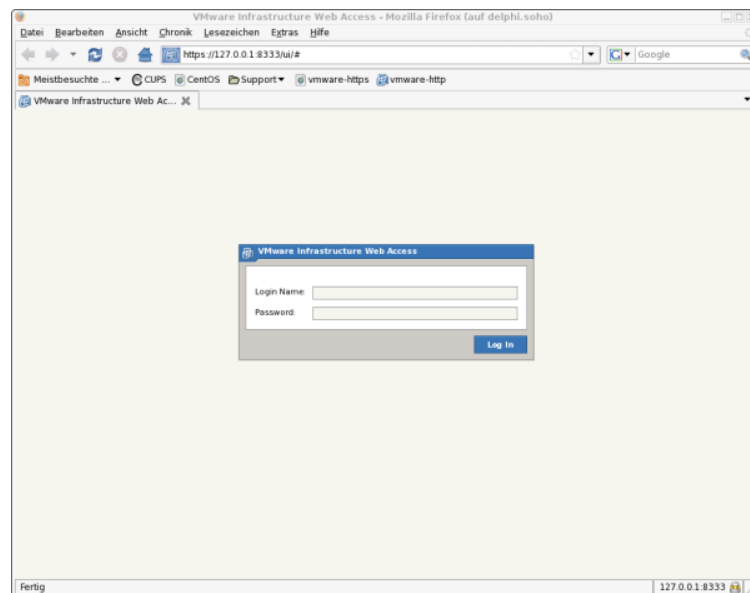 VMware Infrastructure Web Access - Mozilla Firefox (auf delphi.soho)
Datei Bearbeiten Ansicht Chronik Lesezeichen Extras Hilfe
https://127.0.0.1:8333/ui/# Google
Meistbesuchte ... CUPS CentOS Support vmware-https vmware-http
VMware Infrastructure Web Ac...
VMware Infrastructure Web Access
Login Name:
Password:
Log In
Fertig 127.0.0.1:8333